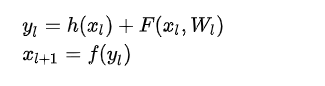 y_l = h(x_l) + F(x_l, W_l)
x_{l+1} = f(y_l)